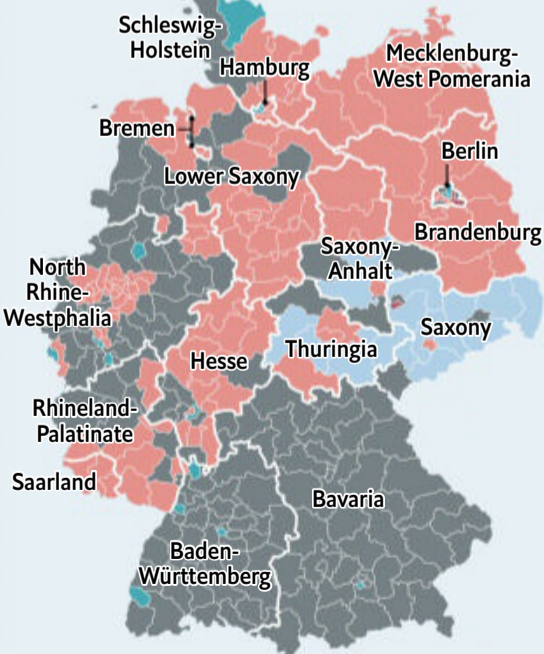 Schleswig-
Holstein
Hamburg
Mecklenburg-
West Pomerania
Bremen
Berlin
Lower Saxony
Brandenburg
Saxony-
Anhalt
North
Rhine-
Westphalia
Saxony
Thuringia
Hesse
Rhineland-
Palatinate
Saarland
Bavaria
Baden-
Württemberg